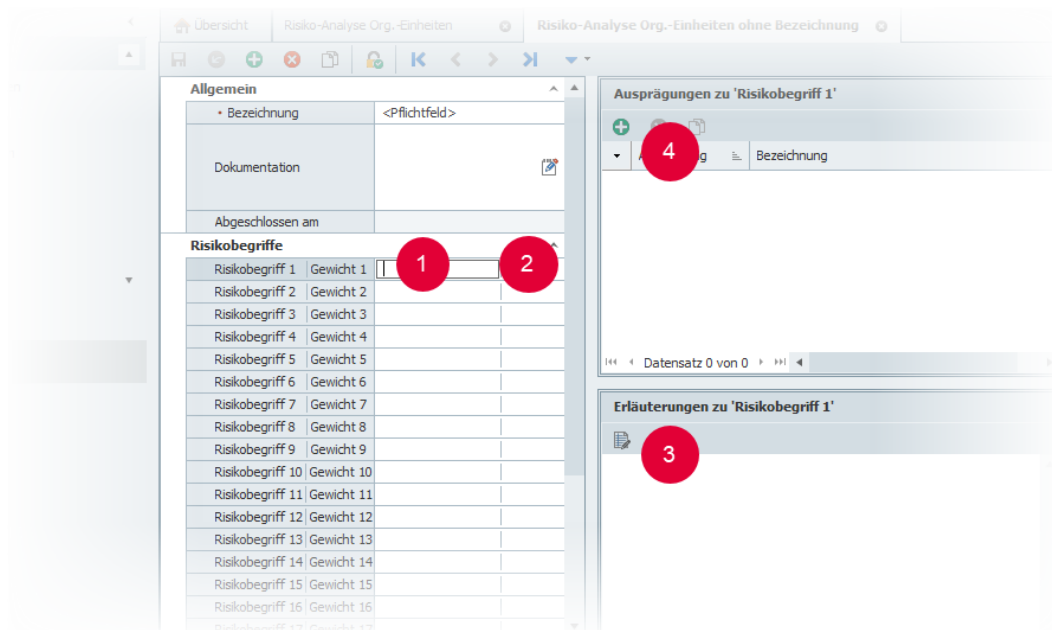 Übersicht
Risiko-Analyse Org.-Einheiten
Risiko-Analyse Org.-Einheiten ohne Bezeichnung
Allgemein
• Bezeichnung <Pflichtfeld>
Dokumentation
Abgeschlossen am
Risikobegriffe
1
2
Risikobegriff 1 Gewicht 1
Risikobegriff 2 Gewicht 2
Risikobegriff 3 Gewicht 3
Risikobegriff 4 Gewicht 4
Risikobegriff 5 Gewicht 5
Risikobegriff 6 Gewicht 6
Risikobegriff 7 Gewicht 7
Risikobegriff 8 Gewicht 8
Risikobegriff 9 Gewicht 9
Risikobegriff 10 Gewicht 10
Risikobegriff 11 Gewicht 11
Risikobegriff 12 Gewicht 12
Risikobegriff 13 Gewicht 13
Risikobegriff 14 Gewicht 14
Risikobegriff 15 Gewicht 15
Risikobegriff 16 Gewicht 16
Risikobegriff 17 Gewicht 17
Ausprägungen zu 'Risikobegriff 1'
4
Bezeichnung
Datensatz 0 von 0
Erläuterungen zu 'Risikobegriff 1'
3